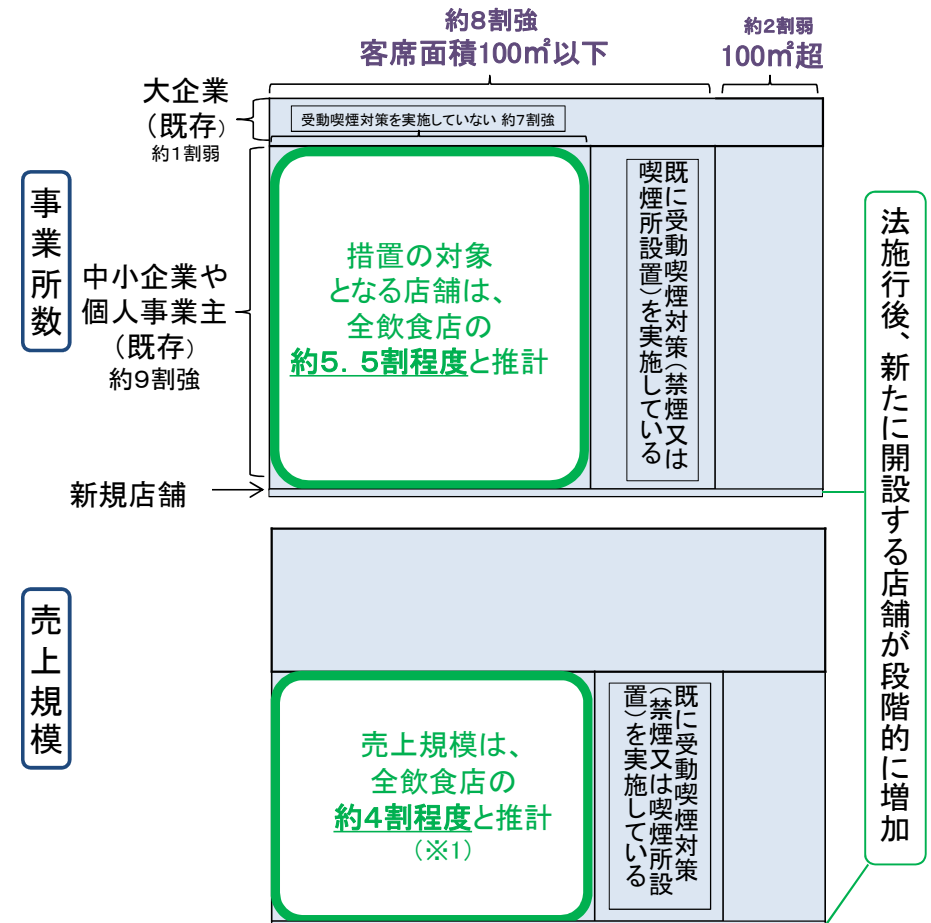 約8割強
客席面積100㎡以下
約2割弱
100㎡超
大企業
（既存）
約1割弱
受動喫煙対策を実施していない 約7割強
事業所数
中小企業や
個人事業主
（既存）
約9割強
措置の対象
となる店舗は、
全飲食店の
約5．5割程度と推計
既に受動喫煙対策（禁煙又は
喫煙所設置）を実施している
新規店舗
法施行後、新たに開設する店舗が段階的に増加
売上規模
売上規模は、
全飲食店の
約4割程度と推計
（※1）
既に受動喫煙対策
（禁煙又は喫煙所設
置）を実施している